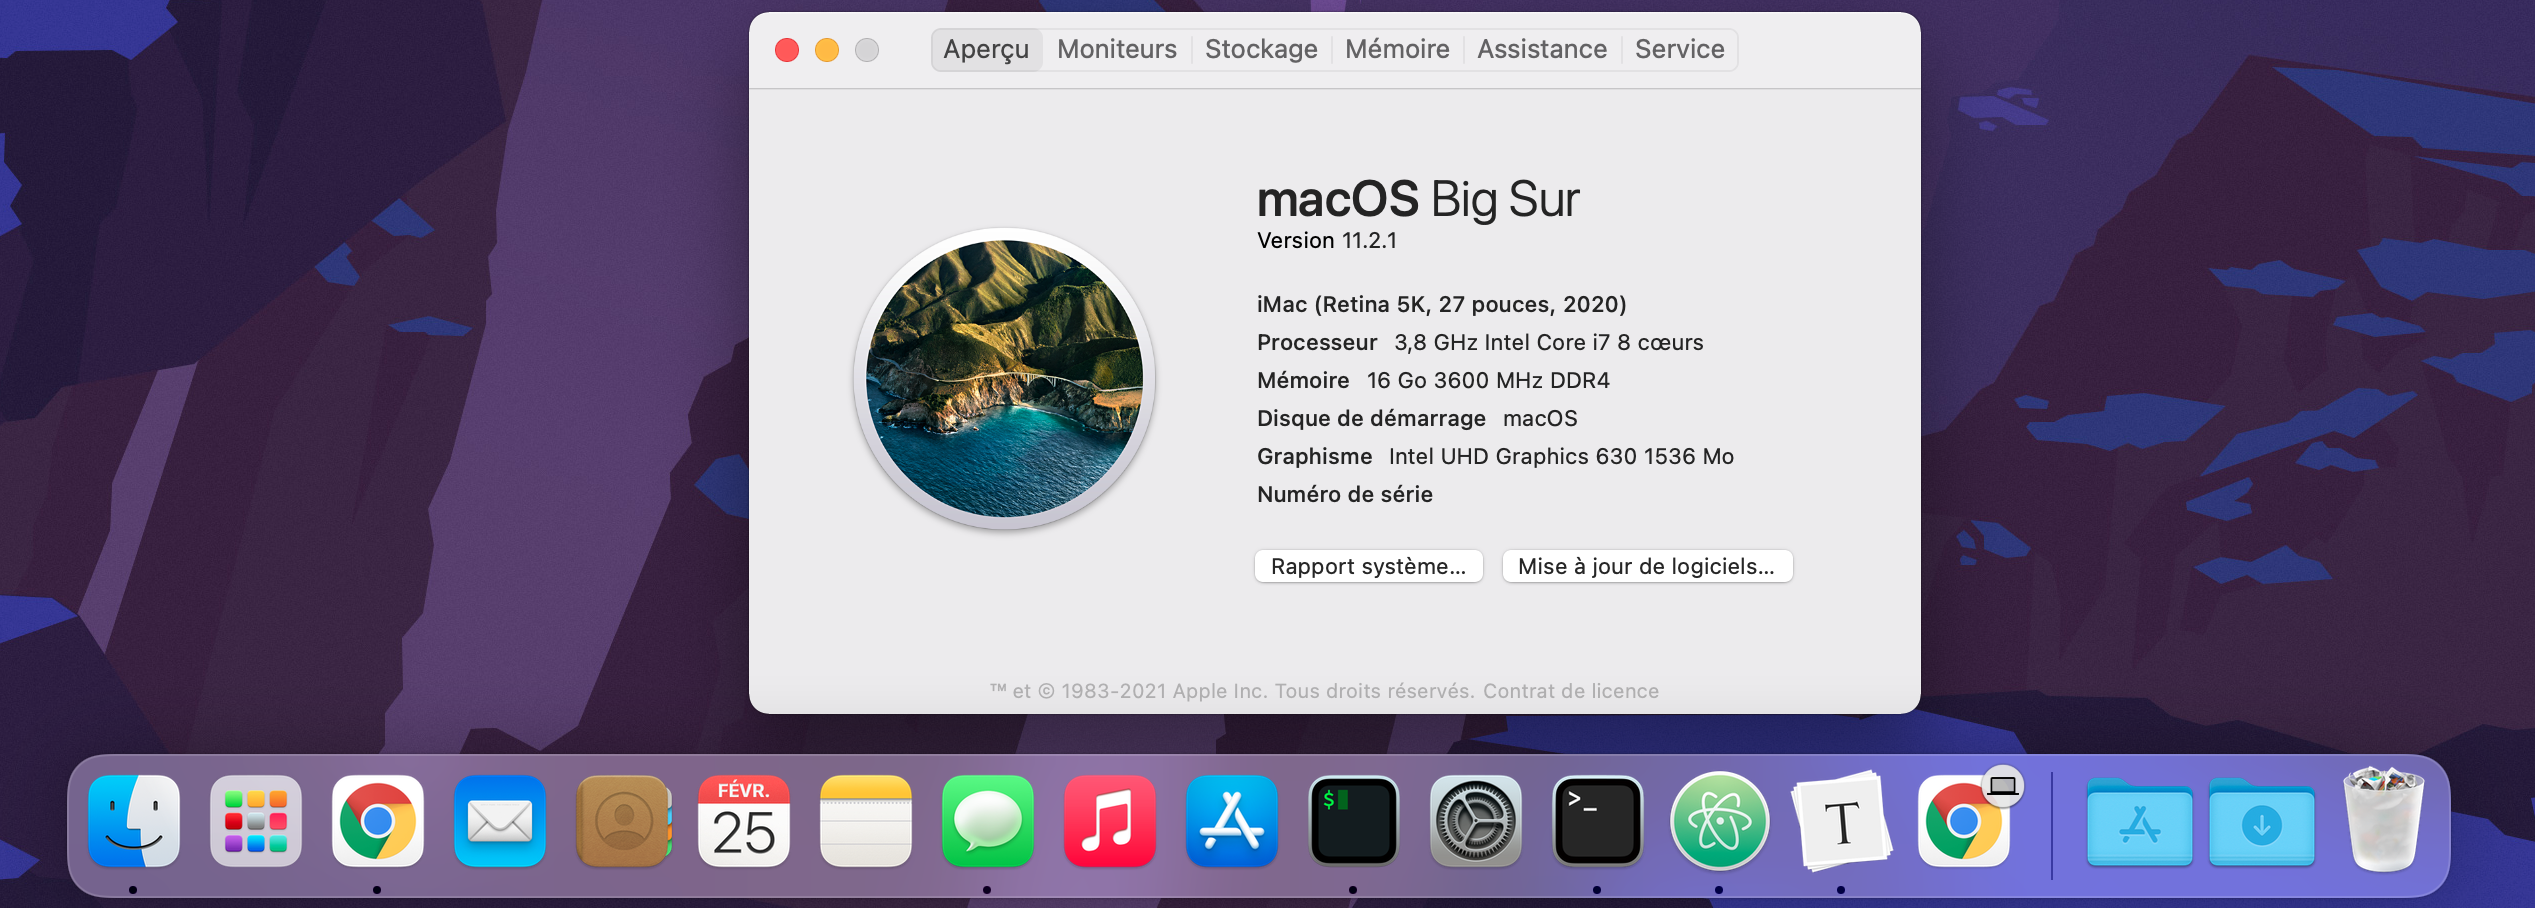 Aperçu Moniteurs Stockage Mémoire Assistance Service
macOS Big Sur
Version 11.2.1
iMac (Retina 5K, 27 pouces, 2020)
Processeur 3,8 GHz Intel Core i7 8 cœurs
Mémoire 16 Go 3600 MHz DDR4
Disque de démarrage macOS
Graphisme Intel UHD Graphics 630 1536 Mo
Numéro de série
Rapport système... Mise à jour de logiciels...
™ et © 1983-2021 Apple Inc. Tous droits réservés. Contrat de licence
FÉVR.
25
$
>_
T